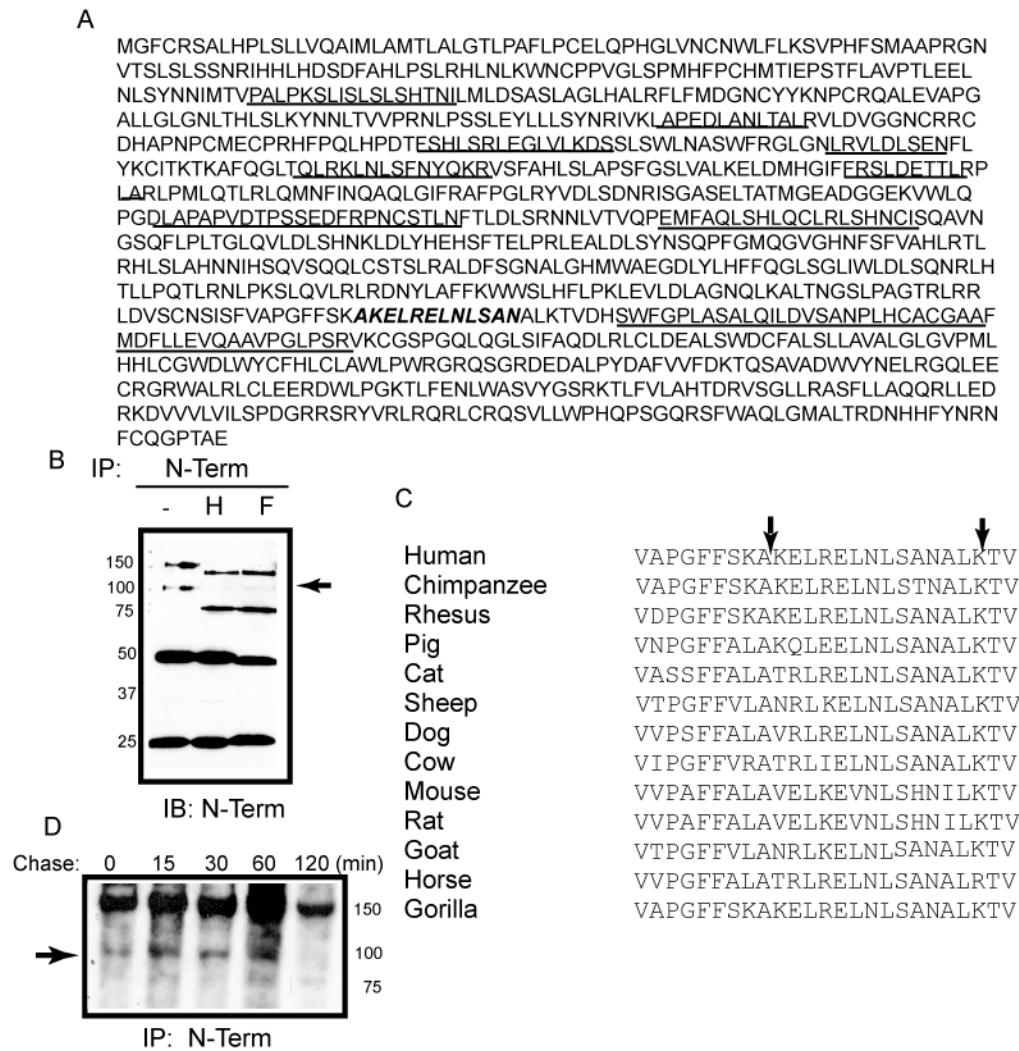 A
MGFCRSALHPLSLLVQAIMLAMTLALGTLPAFLPCELQPHGLVNCNWLFLKSVPHFSMAAPRGN
VTSLSLSSNRIHHLHDSDFAHLPSLRHLNLKWNCPPVGLSPMHFPCHMTIEPSTFLAVPTLEEL
NLSYNNIMTVPALPKSLISLSLSHTNILMLDSASLAGLHALRFLFMDGNCYYKNPCRQALEVAPG
ALLGLGNLTHLSLKYNNLTVVPRNLPSSLEYLLLSYNRIVKLAPEDLANLTALRVLDVGGNCRRC
DHAPNPCMECPRHFPQLHPDTFSHLSRLEGLVLKDSSLSWLNASWFRGLGNLRVLDLSENFL
YKCITKTKAFQGLTQLRKLNLSFNYQKRVSFAHLSLAPSFGSLVALKELDMHGIFFRSLDETTLRP
LARLPMLQTLRLQMNFINQAQLGIFRAFPGLRYVDLSDNRISGASELTATMGEADGGEKVWLQ
PGDLAPAPVDTPSSEDFRPNCSTLNFTLDLSRNNLVTVQPEMFAQLSHLQCLRLSHNCISQAVN
GSQFLPLTGLQVLDLSHNKLDLYHEHSFTELPRLEALDLSYNSQPFGMQGVGHNFSFVAHLRTL
RHLSLAHNNIHSQVSQQLCSTSLRALDFSGNALGHMWAEGDLYLHFFQGLSGLIWLDLSQNRLH
TLLPQTLRNLPKSLQVLRLRDNYLAFFKWWSLHFLPKLEVLDLAGNQLKALTNGSLPAGTRLRR
LDVSCNSISFVAPGFFSKAKELRELNLSANALKTVDHSWFGPLASALQILDVSANPLHCACGAAF
MDFLLEVQAAVPGLPSRVKCGSPGQLQGLSIFAQDLRLCLDEALSWDCFALSLLAVALGLGVPML
HHLCGWDLWYCFHLCLAWLPWRGRQSGRDEDALPYDAFVVFDKTQSAVADWVYNELRGQLEE
CRGRWALRLCLEERDWLPGKTLFENLWASVYGSRKTLFVLAHTDRVSGLLRASFLLAQQRLLED
RKDVVVLVILSPDGRRSRYVRLRQRLCRQSVLLWPHQPSGQRSFWAQLGMALTRDNHHFYNRN
FCQGPTAE
B
IP: N-Term
- H F
150
100
75
50
37
25
IB: N-Term
C
Human VAPGFFSKAKELRELNLSANALKTV
Chimpanzee VAPGFFSKAKELRELNLSTNALKTV
Rhesus VDPGFFSKAKELRELNLSANALKTV
Pig VNPGFFALAKQLEELNLSANALKTV
Cat VASSFFALATRLRELNLSANALKTV
Sheep VTPGFFVLANRLKELNLSANALKTV
Dog VVPSFFALAVRLRELNLSANALKTV
Cow VIPGFFVRATRLIELNLSANALKTV
Mouse VVPAFFALAVELKEVNLSHNILKTV
Rat VVPAFFALAVELKEVNLSHNILKTV
Goat VTPGFFVLANRLKELNLSANALKTV
Horse VVPGFFALATRLRELNLSANALRTV
Gorilla VAPGFFSKAKELRELNLSANALKTV
D
Chase: 0 15 30 60 120 (min)
150
100
75
IP: N-Term